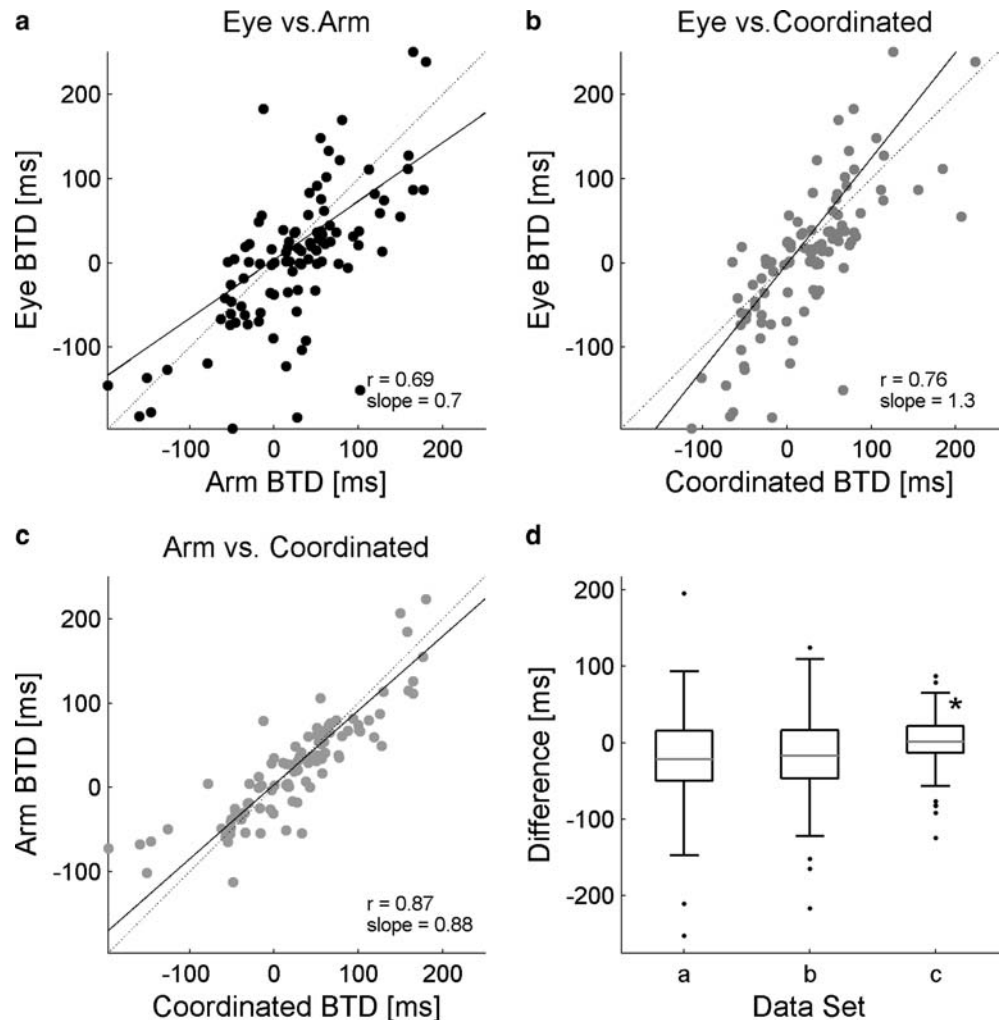 a
Eye vs.Arm
200
100
0
-100
Eye BTD [ms]
r = 0.69
slope = 0.7
-100 0 100 200
Arm BTD [ms]
b
Eye vs.Coordinated
200
100
0
-100
Eye BTD [ms]
r = 0.76
slope = 1.3
-100 0 100 200
Coordinated BTD [ms]
c
Arm vs. Coordinated
200
100
0
-100
Arm BTD [ms]
r = 0.87
slope = 0.88
-100 0 100 200
Coordinated BTD [ms]
d
200
100
0
-100
-200
Difference [ms]
*
a b c
Data Set